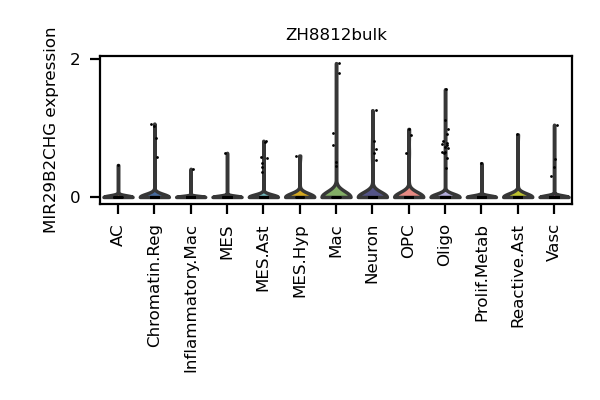 ZH8812bulk
MIR29B2CHG expression
2
0
AC
Chromatin.Reg
Inflammatory.Mac
MES
MES.Ast
MES.Hyp
Mac
Neuron
OPC
Oligo
Prolif.Metab
Reactive.Ast
Vasc